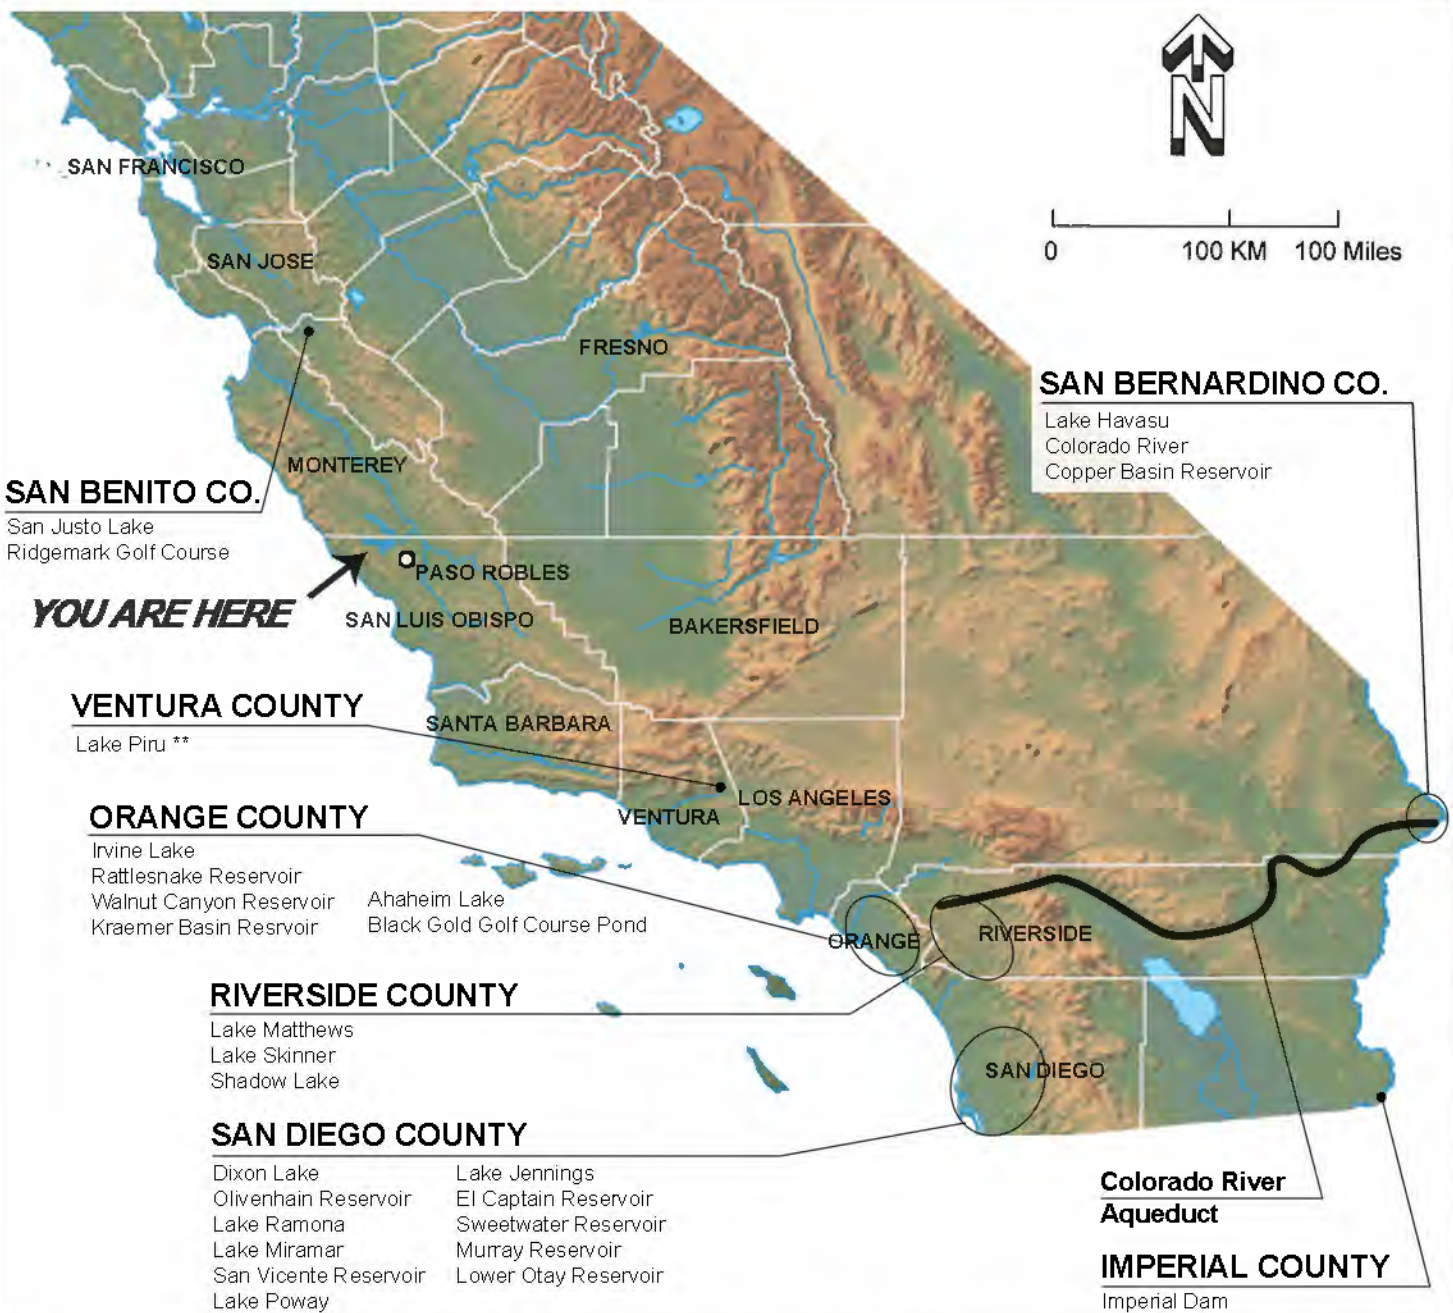 N
0 100 KM 100 Miles
SAN FRANCISCO
SAN JOSE
FRESNO
MONTEREY
PASO ROBLES
SAN LUIS OBISPO
BAKERSFIELD
SANTA BARBARA
VENTURA
LOS ANGELES
ORANGE
RIVERSIDE
SAN DIEGO
SAN BERNARDINO CO.
Lake Havasu
Colorado River
Copper Basin Reservoir
SAN BENITO CO.
San Justo Lake
Ridgemark Golf Course
YOU ARE HERE
VENTURA COUNTY
Lake Piru **
ORANGE COUNTY
Irvine Lake
Rattlesnake Reservoir
Walnut Canyon Reservoir
Kraemer Basin Resrvoir
Ahaheim Lake
Black Gold Golf Course Pond
RIVERSIDE COUNTY
Lake Matthews
Lake Skinner
Shadow Lake
SAN DIEGO COUNTY
Dixon Lake
Olivenhain Reservoir
Lake Ramona
Lake Miramar
San Vicente Reservoir
Lake Poway
Lake Jennings
El Captain Reservoir
Sweetwater Reservoir
Murray Reservoir
Lower Otay Reservoir
Colorado River
Aqueduct
IMPERIAL COUNTY
Imperial Dam